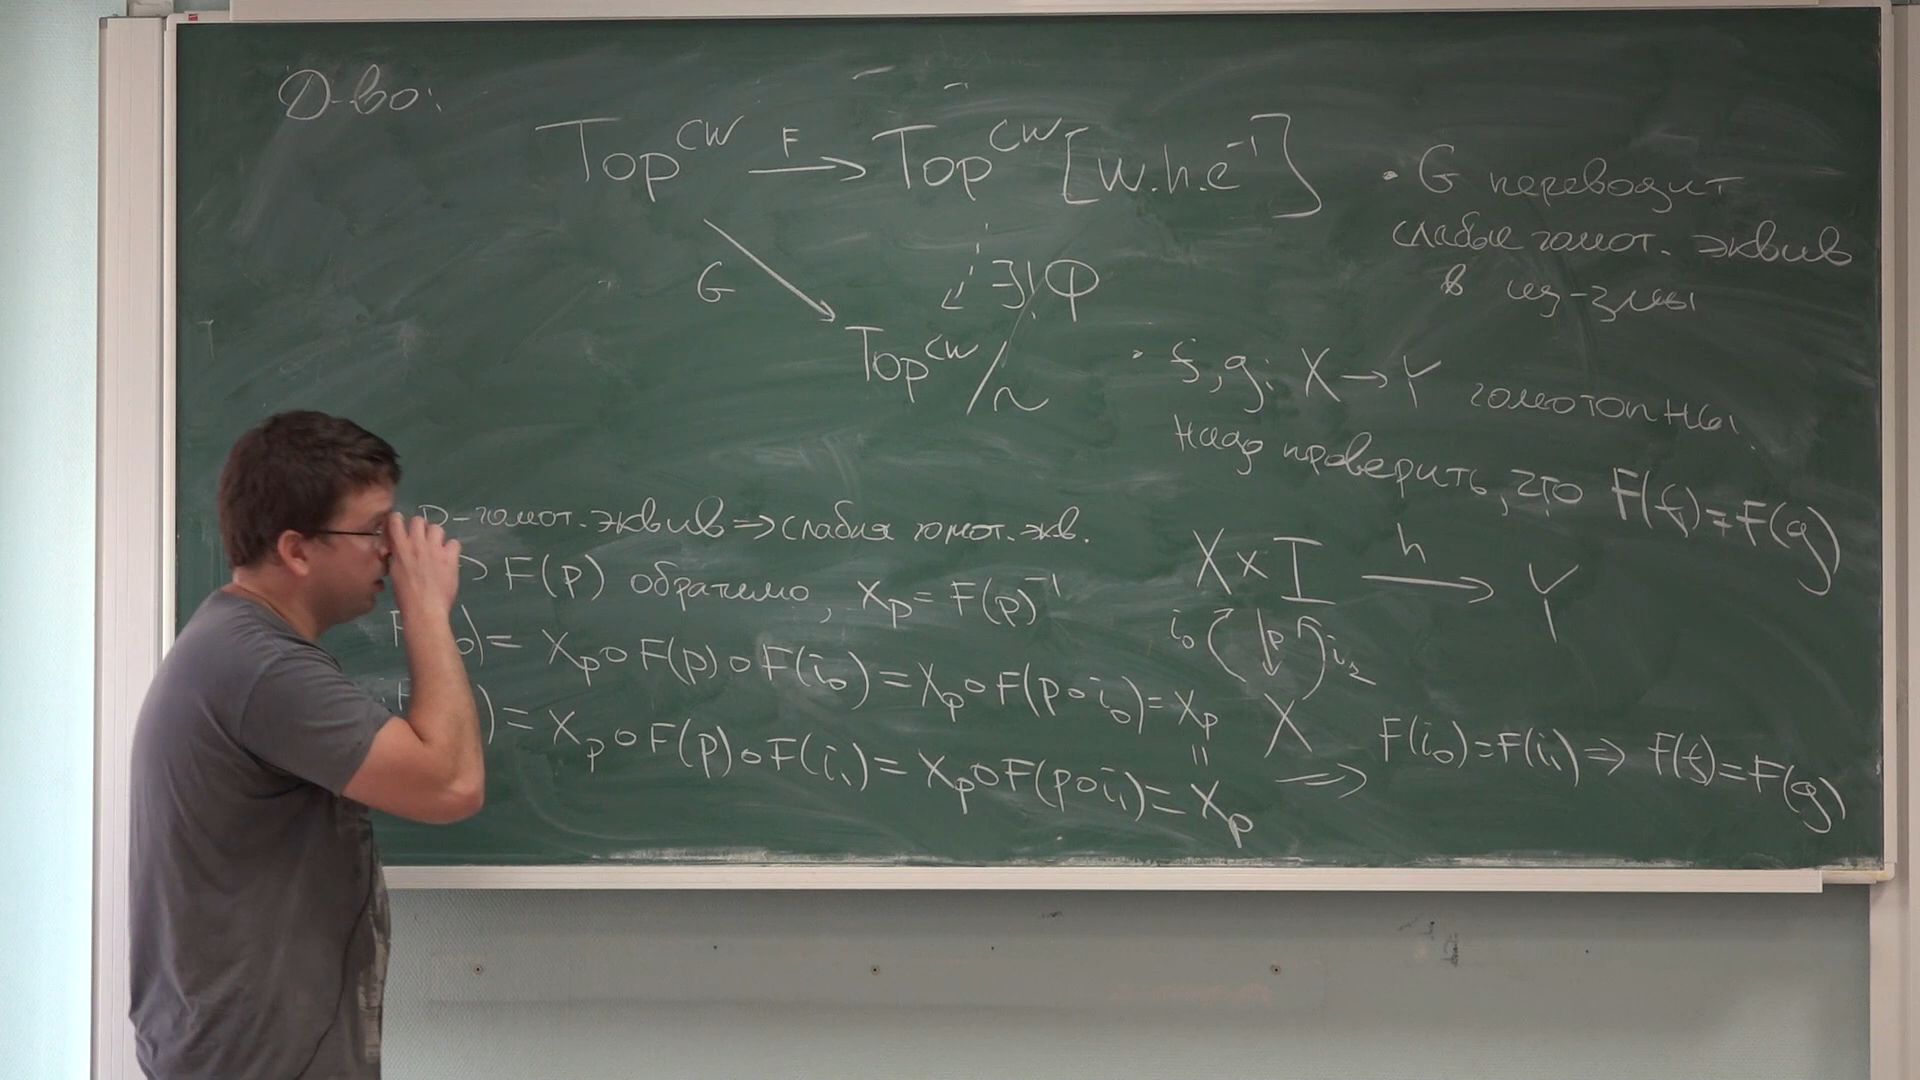 Д-во:
Top^CW F→ Top^CW [w.h.e^-1]
G ∃! Φ
Top^CW/~
• G переводит
слабые гомот. эквив
в из-змы
• f, g: X → Y гомотопны.
надо проверить, что F(f) = F(g)
X × I h→ Y
i_0 p i_2
X
⇒ F(i_0) = F(i_1) ⇒ F(f) = F(g)
p - гомот. эквив ⇒ слабая гомот. экв.
⇒ F(p) обратимо, X_p = F(p)^-1
) = X_p ∘ F(p) ∘ F(i_0) = X_p ∘ F(p ∘ i_0) = X_p
=
) = X_p ∘ F(p) ∘ F(i_1) = X_p ∘ F(p ∘ i_1) = X_p